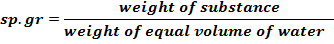 sp.gr = weight of substance / weight of equal volume of water